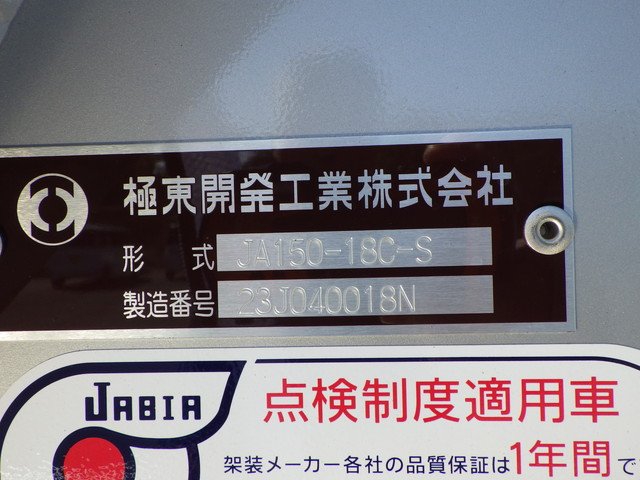 極東開発工業株式会社
形 式 JA150-18C-S
製造番号 23J040018N
JABIA 点検制度適用車
架装メーカー各社の品質保証は1年間で